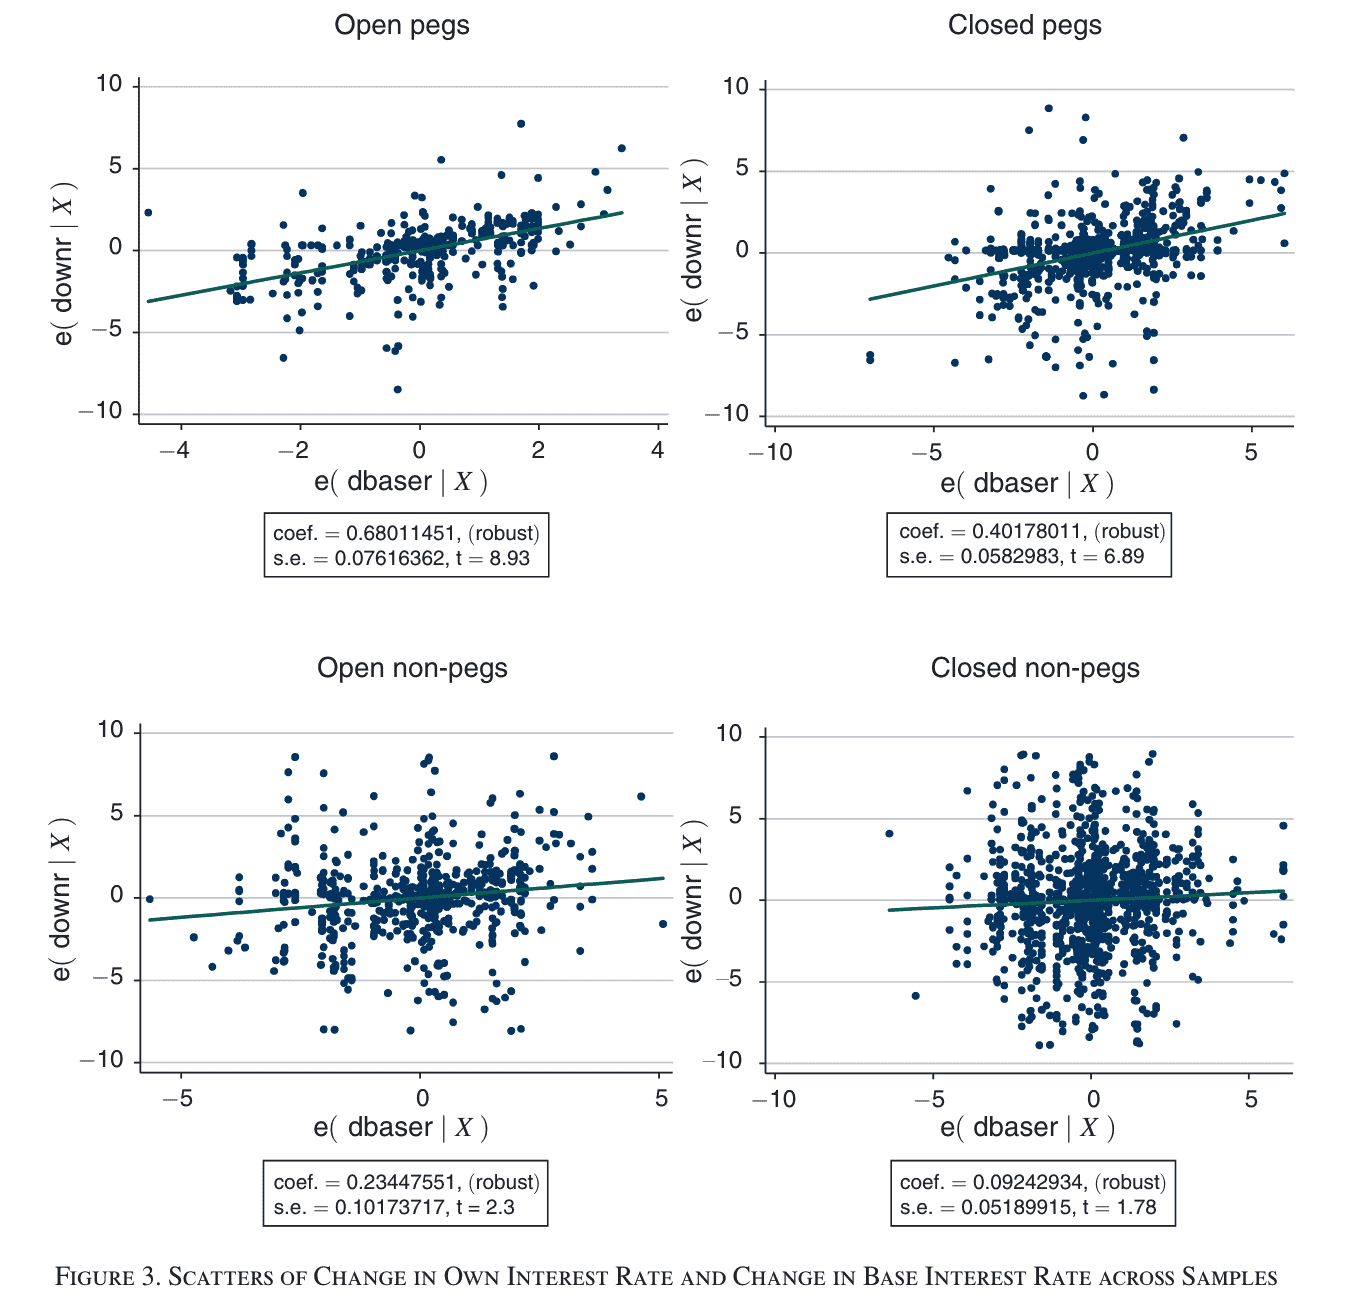 Open pegs
10
5
0
−5
−10
e( downr | X )
−4 −2 0 2 4
e( dbaser | X )
coef. = 0.68011451, (robust)
s.e. = 0.07616362, t = 8.93
Closed pegs
10
5
0
−5
−10
e( downr | X )
−10 −5 0 5
e( dbaser | X )
coef. = 0.40178011, (robust)
s.e. = 0.0582983, t = 6.89
Open non-pegs
10
5
0
−5
−10
e( downr | X )
−5 0 5
e( dbaser | X )
coef. = 0.23447551, (robust)
s.e. = 0.10173717, t = 2.3
Closed non-pegs
10
5
0
−5
−10
e( downr | X )
−10 −5 0 5
e( dbaser | X )
coef. = 0.09242934, (robust)
s.e. = 0.05189915, t = 1.78
Figure 3. Scatters of Change in Own Interest Rate and Change in Base Interest Rate across Samples